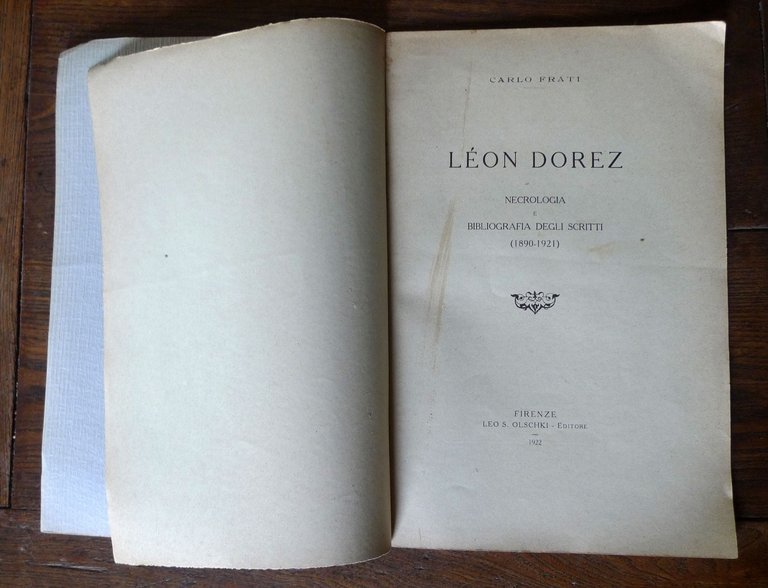 CARLO FRATI
LÉON DOREZ
NECROLOGIA
E
BIBLIOGRAFIA DEGLI SCRITTI
(1890-1921)
FIRENZE
LEO S. OLSCHKI - EDITORE
1922